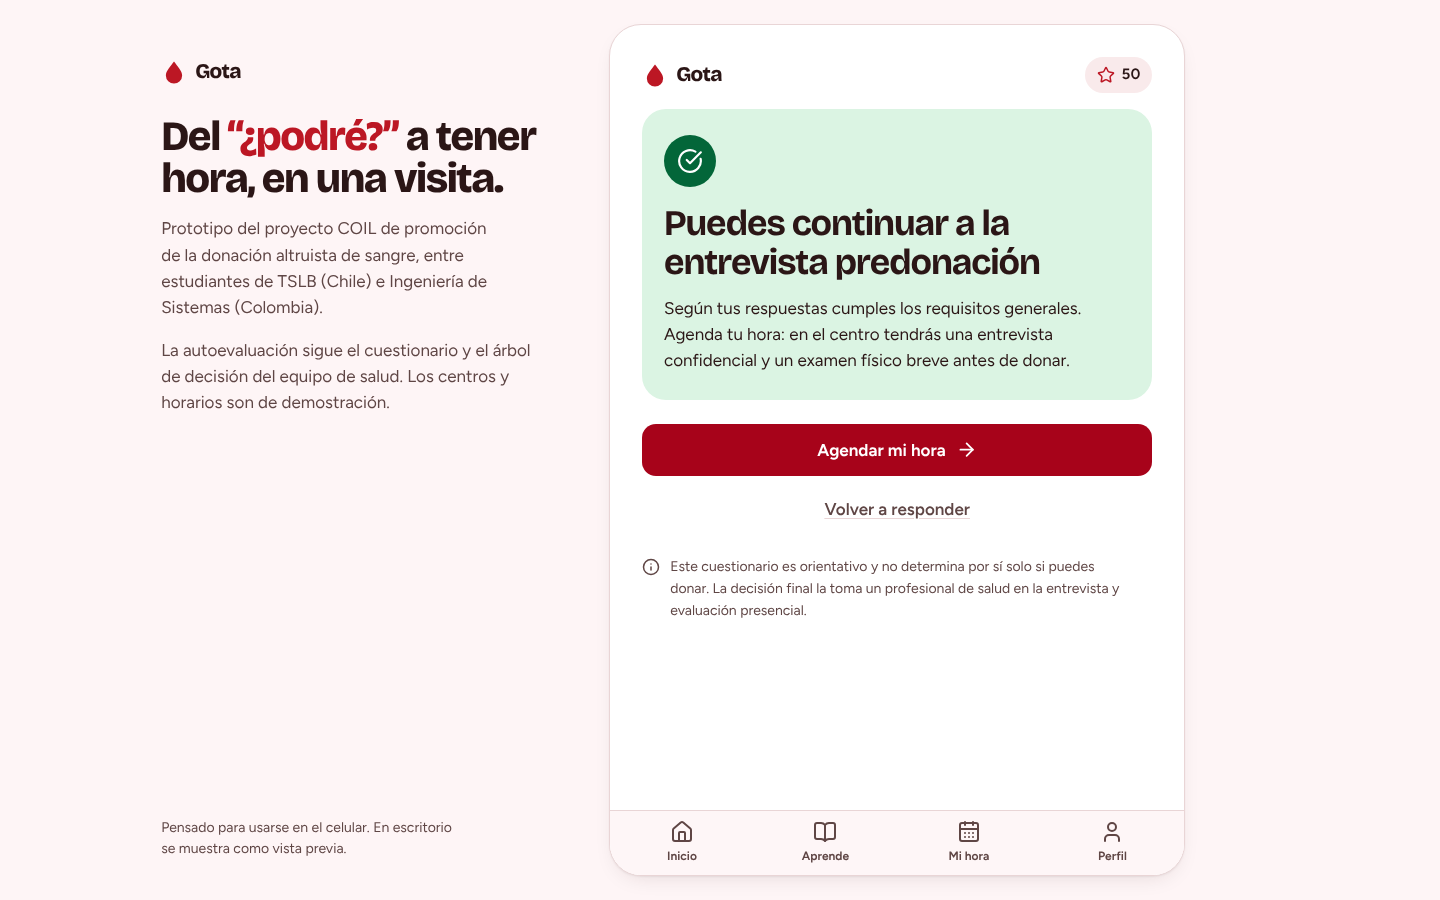 Gota
Del “¿podré?” a tener
hora, en una visita.
Prototipo del proyecto COIL de promoción
de la donación altruista de sangre, entre
estudiantes de TSLB (Chile) e Ingeniería de
Sistemas (Colombia).
La autoevaluación sigue el cuestionario y el árbol
de decisión del equipo de salud. Los centros y
horarios son de demostración.
Pensado para usarse en el celular. En escritorio
se muestra como vista previa.
Gota
50
Puedes continuar a la
entrevista predonación
Según tus respuestas cumples los requisitos generales.
Agenda tu hora: en el centro tendrás una entrevista
confidencial y un examen físico breve antes de donar.
Agendar mi hora
Volver a responder
Este cuestionario es orientativo y no determina por sí solo si puedes
donar. La decisión final la toma un profesional de salud en la entrevista y
evaluación presencial.
Inicio
Aprende
Mi hora
Perfil